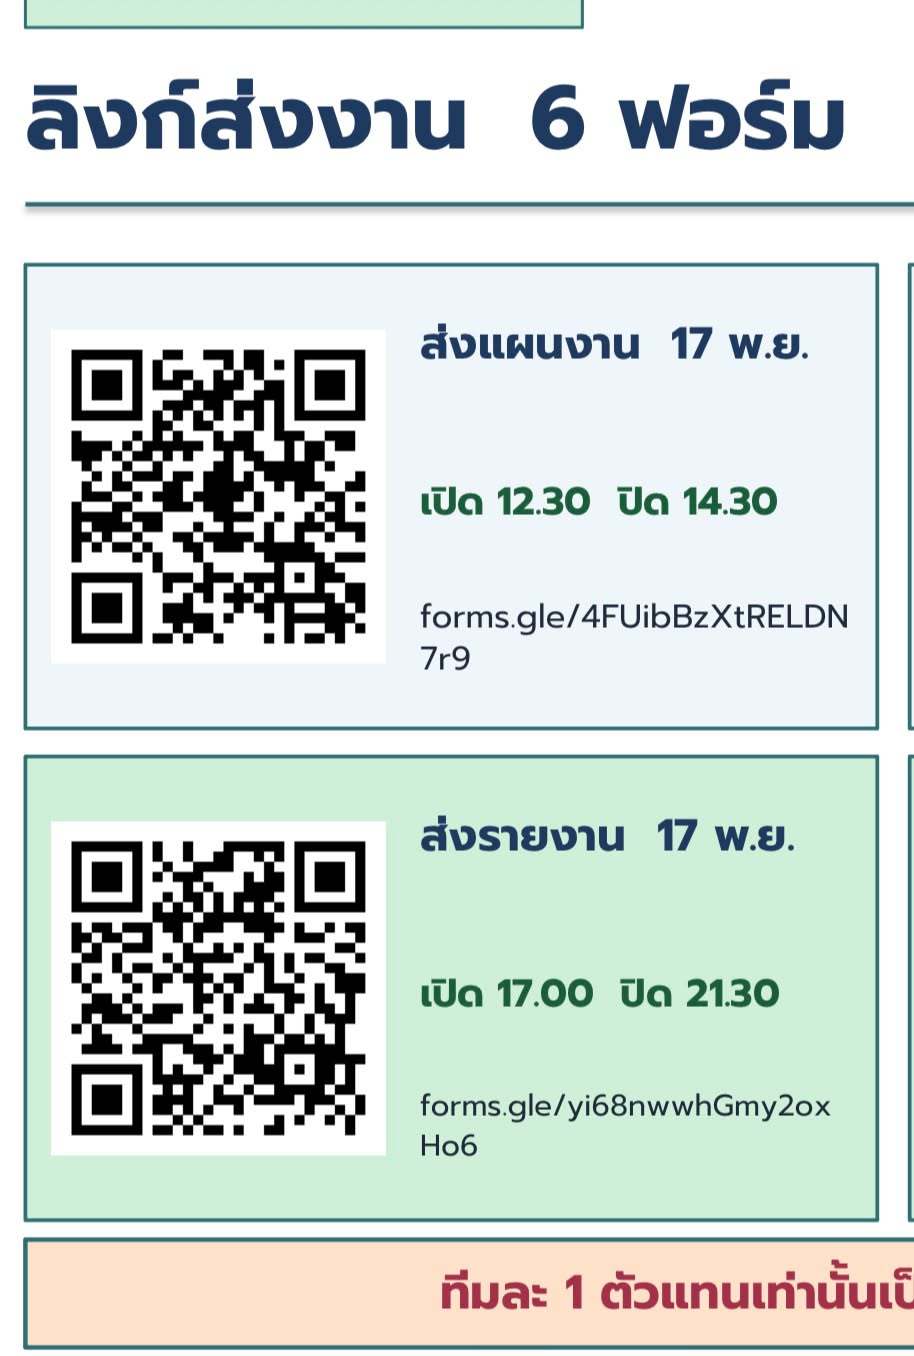 ลิงก์ส่งงาน 6 ฟอร์ม
ส่งแผนงาน 17 พ.ย.
เปิด 12.30 ปิด 14.30
forms.gle/4FUibBzXtRELDN
7r9
ส่งรายงาน 17 พ.ย.
เปิด 17.00 ปิด 21.30
forms.gle/yi68nwwhGmy2ox
Ho6
ทีมละ 1 ตัวแทนเท่านั้น